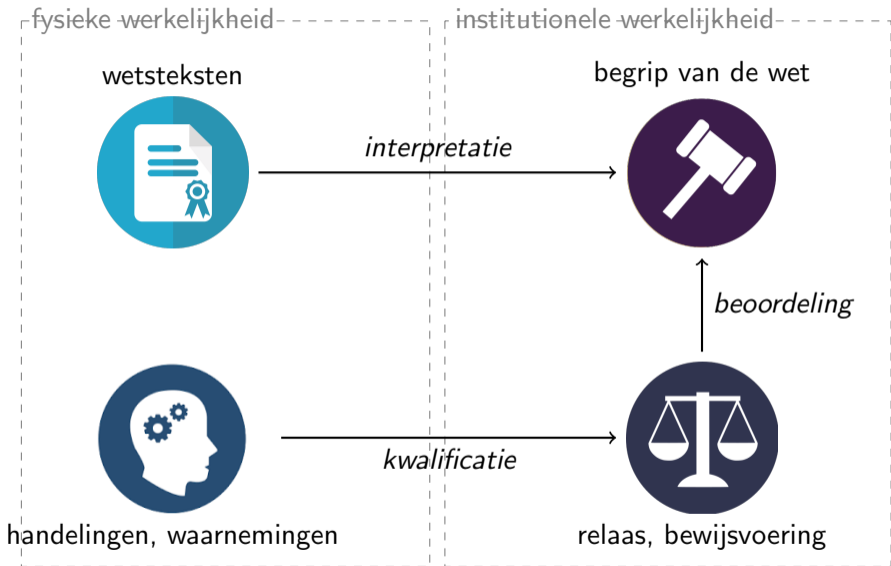 fysieke werkelijkheid
institutionele werkelijkheid
wetsteksten
begrip van de wet
interpretatie
beoordeling
kwalificatie
handelingen, waarnemingen
relaas, bewijsvoering